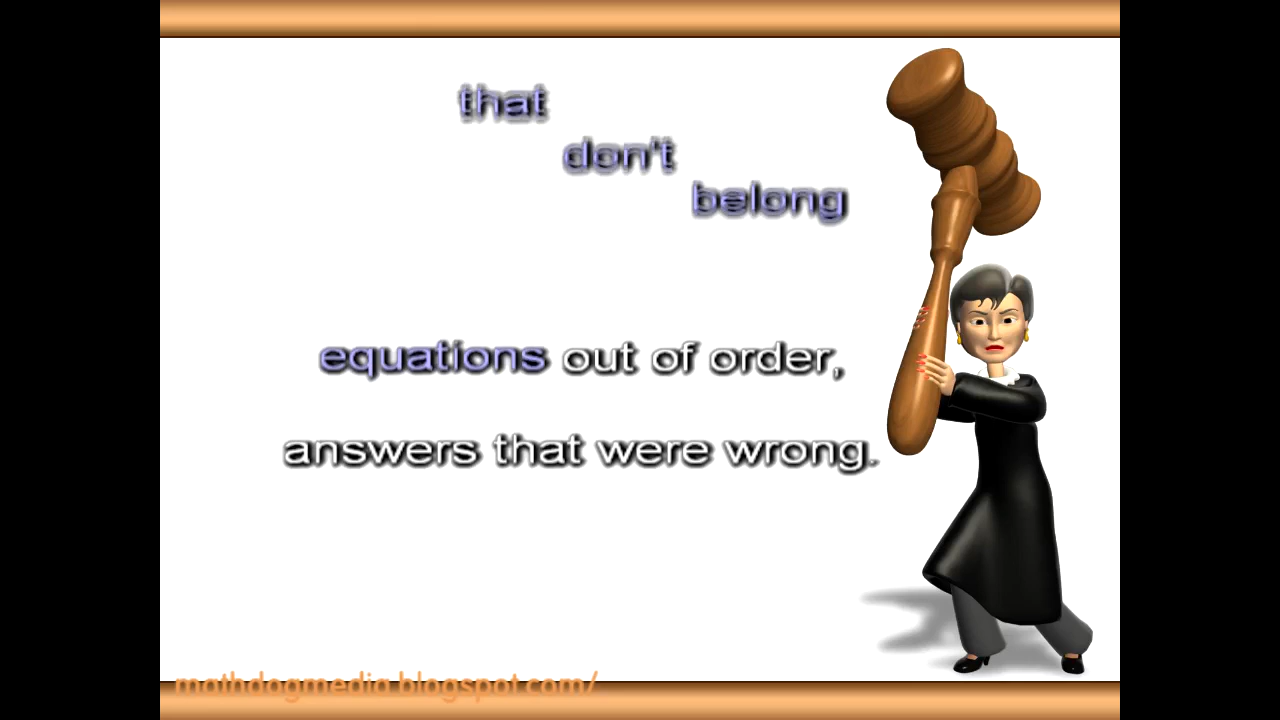 that
don't
belong
equations out of order,
answers that were wrong.
mathdogmedia.blogspot.com/